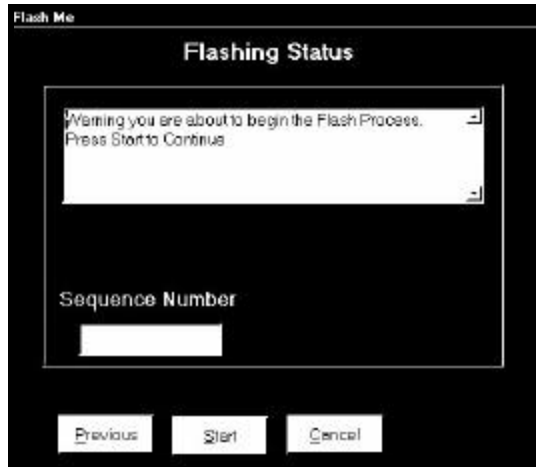 Flash Me
Flashing Status
Warning you are about to begin the Flash Process.
Press Start to Continue
Sequence Number
Previous
Start
Cancel